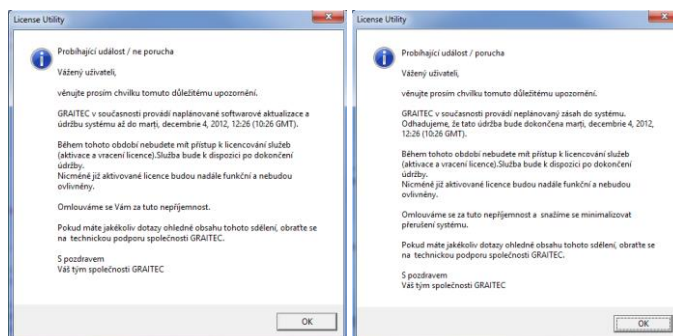 License Utility
Probíhající událost / ne porucha
Vážený uživateli,
věnujte prosím chvilku tomuto důležitému upozornění.
GRAITEC v současnosti provádí naplánované softwarové aktualizace a
údržbu systému až do marţi, decembrie 4, 2012, 12:26 (10:26 GMT).
Během tohoto období nebudete mít přístup k licencování služeb
(aktivace a vracení licence).Služba bude k dispozici po dokončení
údržby.
Nicméně již aktivované licence budou nadále funkční a nebudou
ovlivněny.
Omlouváme se Vám za tuto nepříjemnost.
Pokud máte jakékoliv dotazy ohledné obsahu tohoto sdělení, obraťte se
na technickou podporu společnosti GRAITEC.
S pozdravem
Váš tým společnosti GRAITEC
OK
License Utility
Probíhající událost / porucha
Vážený uživateli,
věnujte prosím chvilku tomuto důležitému upozornění.
GRAITEC v současnosti provádí neplánovaný zásah do systému.
Odhadujeme, že tato údržba bude dokončena marţi, decembrie 4, 2012,
12:26 (10:26 GMT).
Během tohoto období nebudete mít přístup k licencování služeb
(aktivace a vracení licence).Služba bude k dispozici po dokončení
údržby.
Nicméně již aktivované licence budou nadále funkční a nebudou
ovlivněny.
Omlouváme se za tuto nepříjemnost a snažíme se minimalizovat
přerušení systému.
Pokud máte jakékoliv dotazy ohledné obsahu tohoto sdělení, obraťte se
na technickou podporu společnosti GRAITEC.
S pozdravem
Váš tým společnosti GRAITEC
OK